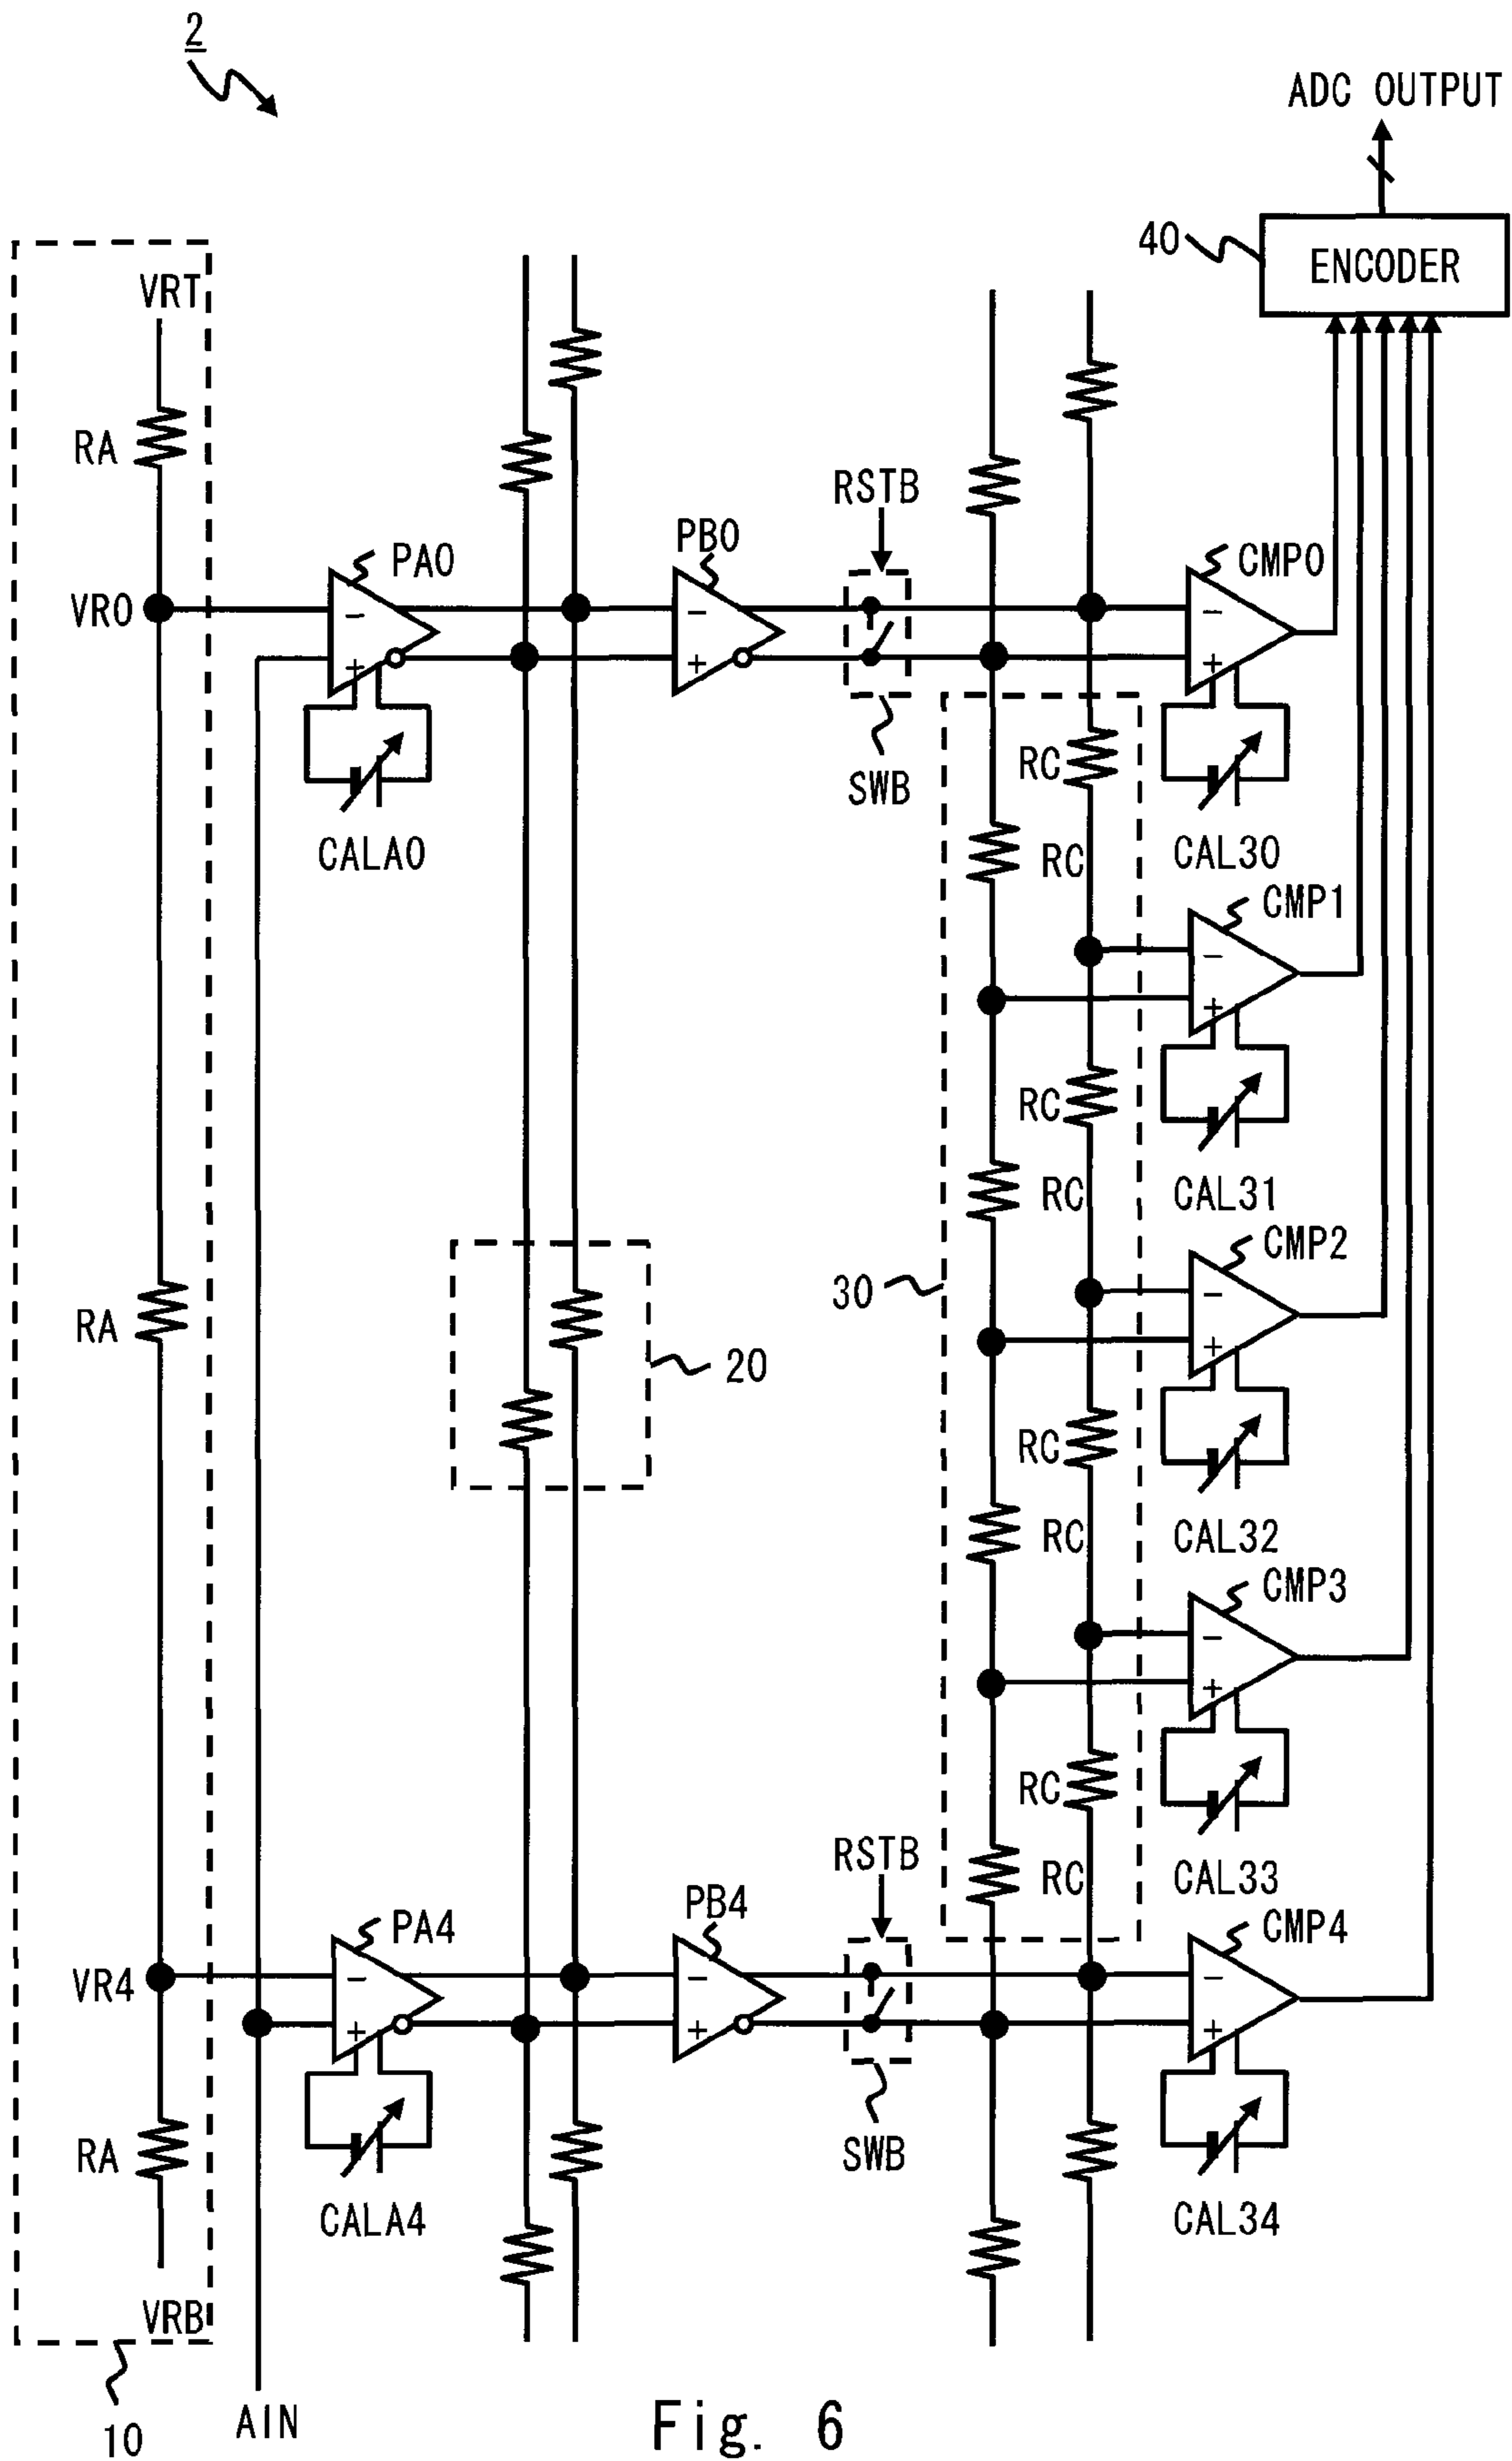 2
ADC OUTPUT
40
ENCODER
VRT
RA
RSTB
PA0
PB0
CMP0
VR0
-
+
-
+
-
+
SWB
RC
CALA0
RC
CAL30
CMP1
-
+
RC
RC
CAL31
CMP2
30
-
+
RA
20
RC
RC
CAL32
CMP3
-
+
RC
RSTB
RC
CAL33
PA4
PB4
CMP4
VR4
-
+
-
+
-
+
RA
SWB
CALA4
CAL34
VRB
10
AIN
Fig. 6